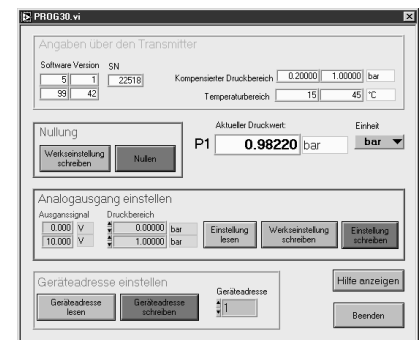 PROG30.vi
Angaben über den Transmitter
Software Version SN
5 1 22518
99 42
Kompensierter Druckbereich 0.20000 1.00000 bar
Temperaturbereich 15 45 °C
Nullung
Werkseinstellung schreiben
Nullen
Aktueller Druckwert:
P1 0.98220 bar
Einheit
bar
Analogausgang einstellen
Ausganssignal Druckbereich
0.000 V 0.00000 bar
10.000 V 1.00000 bar
Einstellung lesen
Werkseinstellung schreiben
Einstellung schreiben
Geräteadresse einstellen
Geräteadresse lesen
Geräteadresse schreiben
Geräteadresse
1
Hilfe anzeigen
Beenden